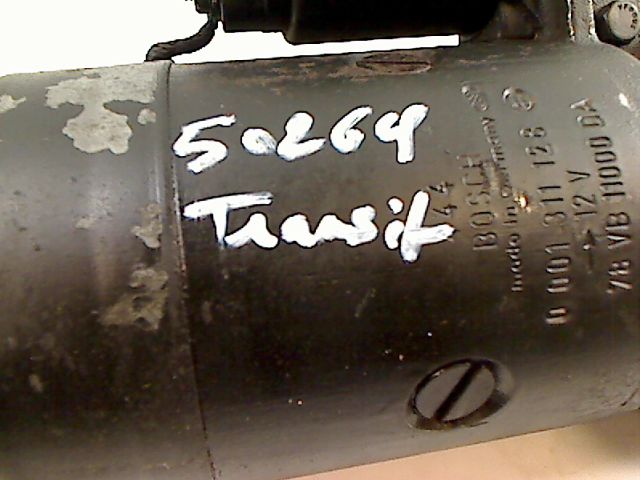 50264
Transit
44
BOSCH
made in Germany
0 001 311 128
12 V
78 VB 11000 DA